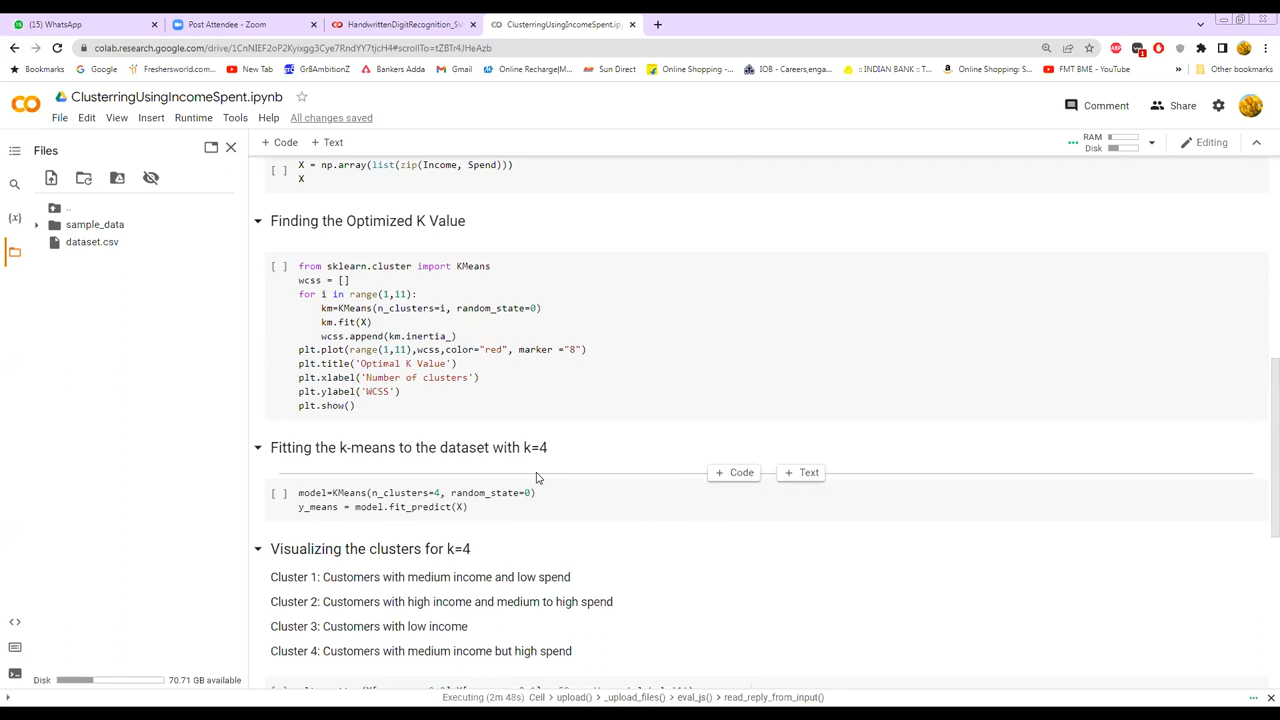 (15) WhatsApp
Post Attendee - Zoom
HandwrittenDigitRecognition_SV
ClusterringUsingIncomeSpent.ipyn
colab.research.google.com/drive/1CnNIEF2oP2Kyixgg3Cye7RndYY7tjcH4#scrollTo=tZBTr4JHeAzb
Bookmarks
Google
Freshersworld.com...
New Tab
Gr8AmbitionZ
Bankers Adda
Gmail
Online Recharge|M...
Sun Direct
Online Shopping -...
IOB - Careers,enga...
:: INDIAN BANK :: T...
Online Shopping: S...
FMT BME - YouTube
Other bookmarks
ClusterringUsingIncomeSpent.ipynb
Comment
Share
File Edit View Insert Runtime Tools Help All changes saved
Files
+ Code + Text
RAM
Disk
Editing
..
sample_data
dataset.csv
X = np.array(list(zip(Income, Spend)))
X
Finding the Optimized K Value
from sklearn.cluster import KMeans
wcss = []
for i in range(1,11):
km=KMeans(n_clusters=i, random_state=0)
km.fit(X)
wcss.append(km.inertia_)
plt.plot(range(1,11),wcss,color="red", marker ="8")
plt.title('Optimal K Value')
plt.xlabel('Number of clusters')
plt.ylabel('WCSS')
plt.show()
Fitting the k-means to the dataset with k=4
+ Code + Text
model=KMeans(n_clusters=4, random_state=0)
y_means = model.fit_predict(X)
Visualizing the clusters for k=4
Cluster 1: Customers with medium income and low spend
Cluster 2: Customers with high income and medium to high spend
Cluster 3: Customers with low income
Cluster 4: Customers with medium income but high spend
Disk 70.71 GB available
Executing (2m 48s) Cell > upload() > _upload_files() > eval_js() > read_reply_from_input()